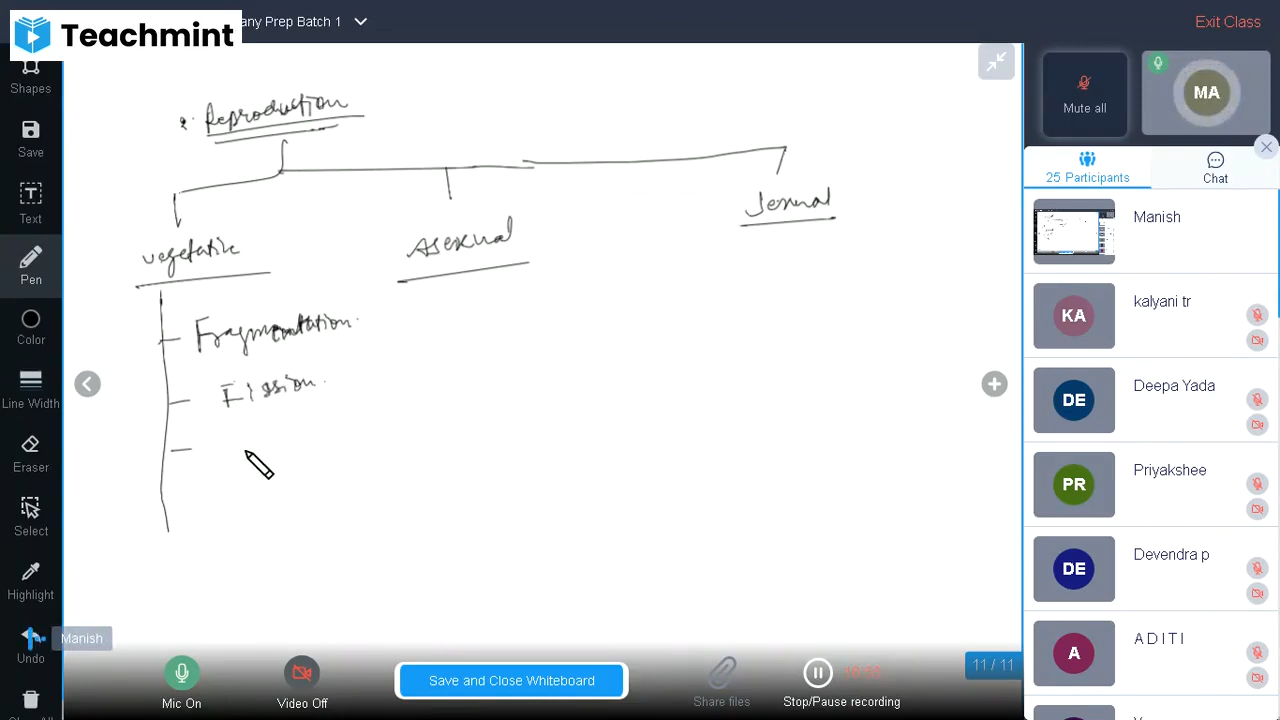 Teachmint
any Prep Batch 1
Exit Class
Shapes
Save
Text
Pen
Color
Line Width
Eraser
Select
Highlight
Undo
Manish
2. Reproduction
vegetative
Asexual
Sexual
Fragmentation.
Fission.
Mute all
MA
25 Participants
Chat
Manish
KA
kalyani tr
DE
Deepa Yada
PR
Priyakshee
DE
Devendra p
A
A D I T I
11 / 11
Mic On
Video Off
Save and Close Whiteboard
Share files
Stop/Pause recording